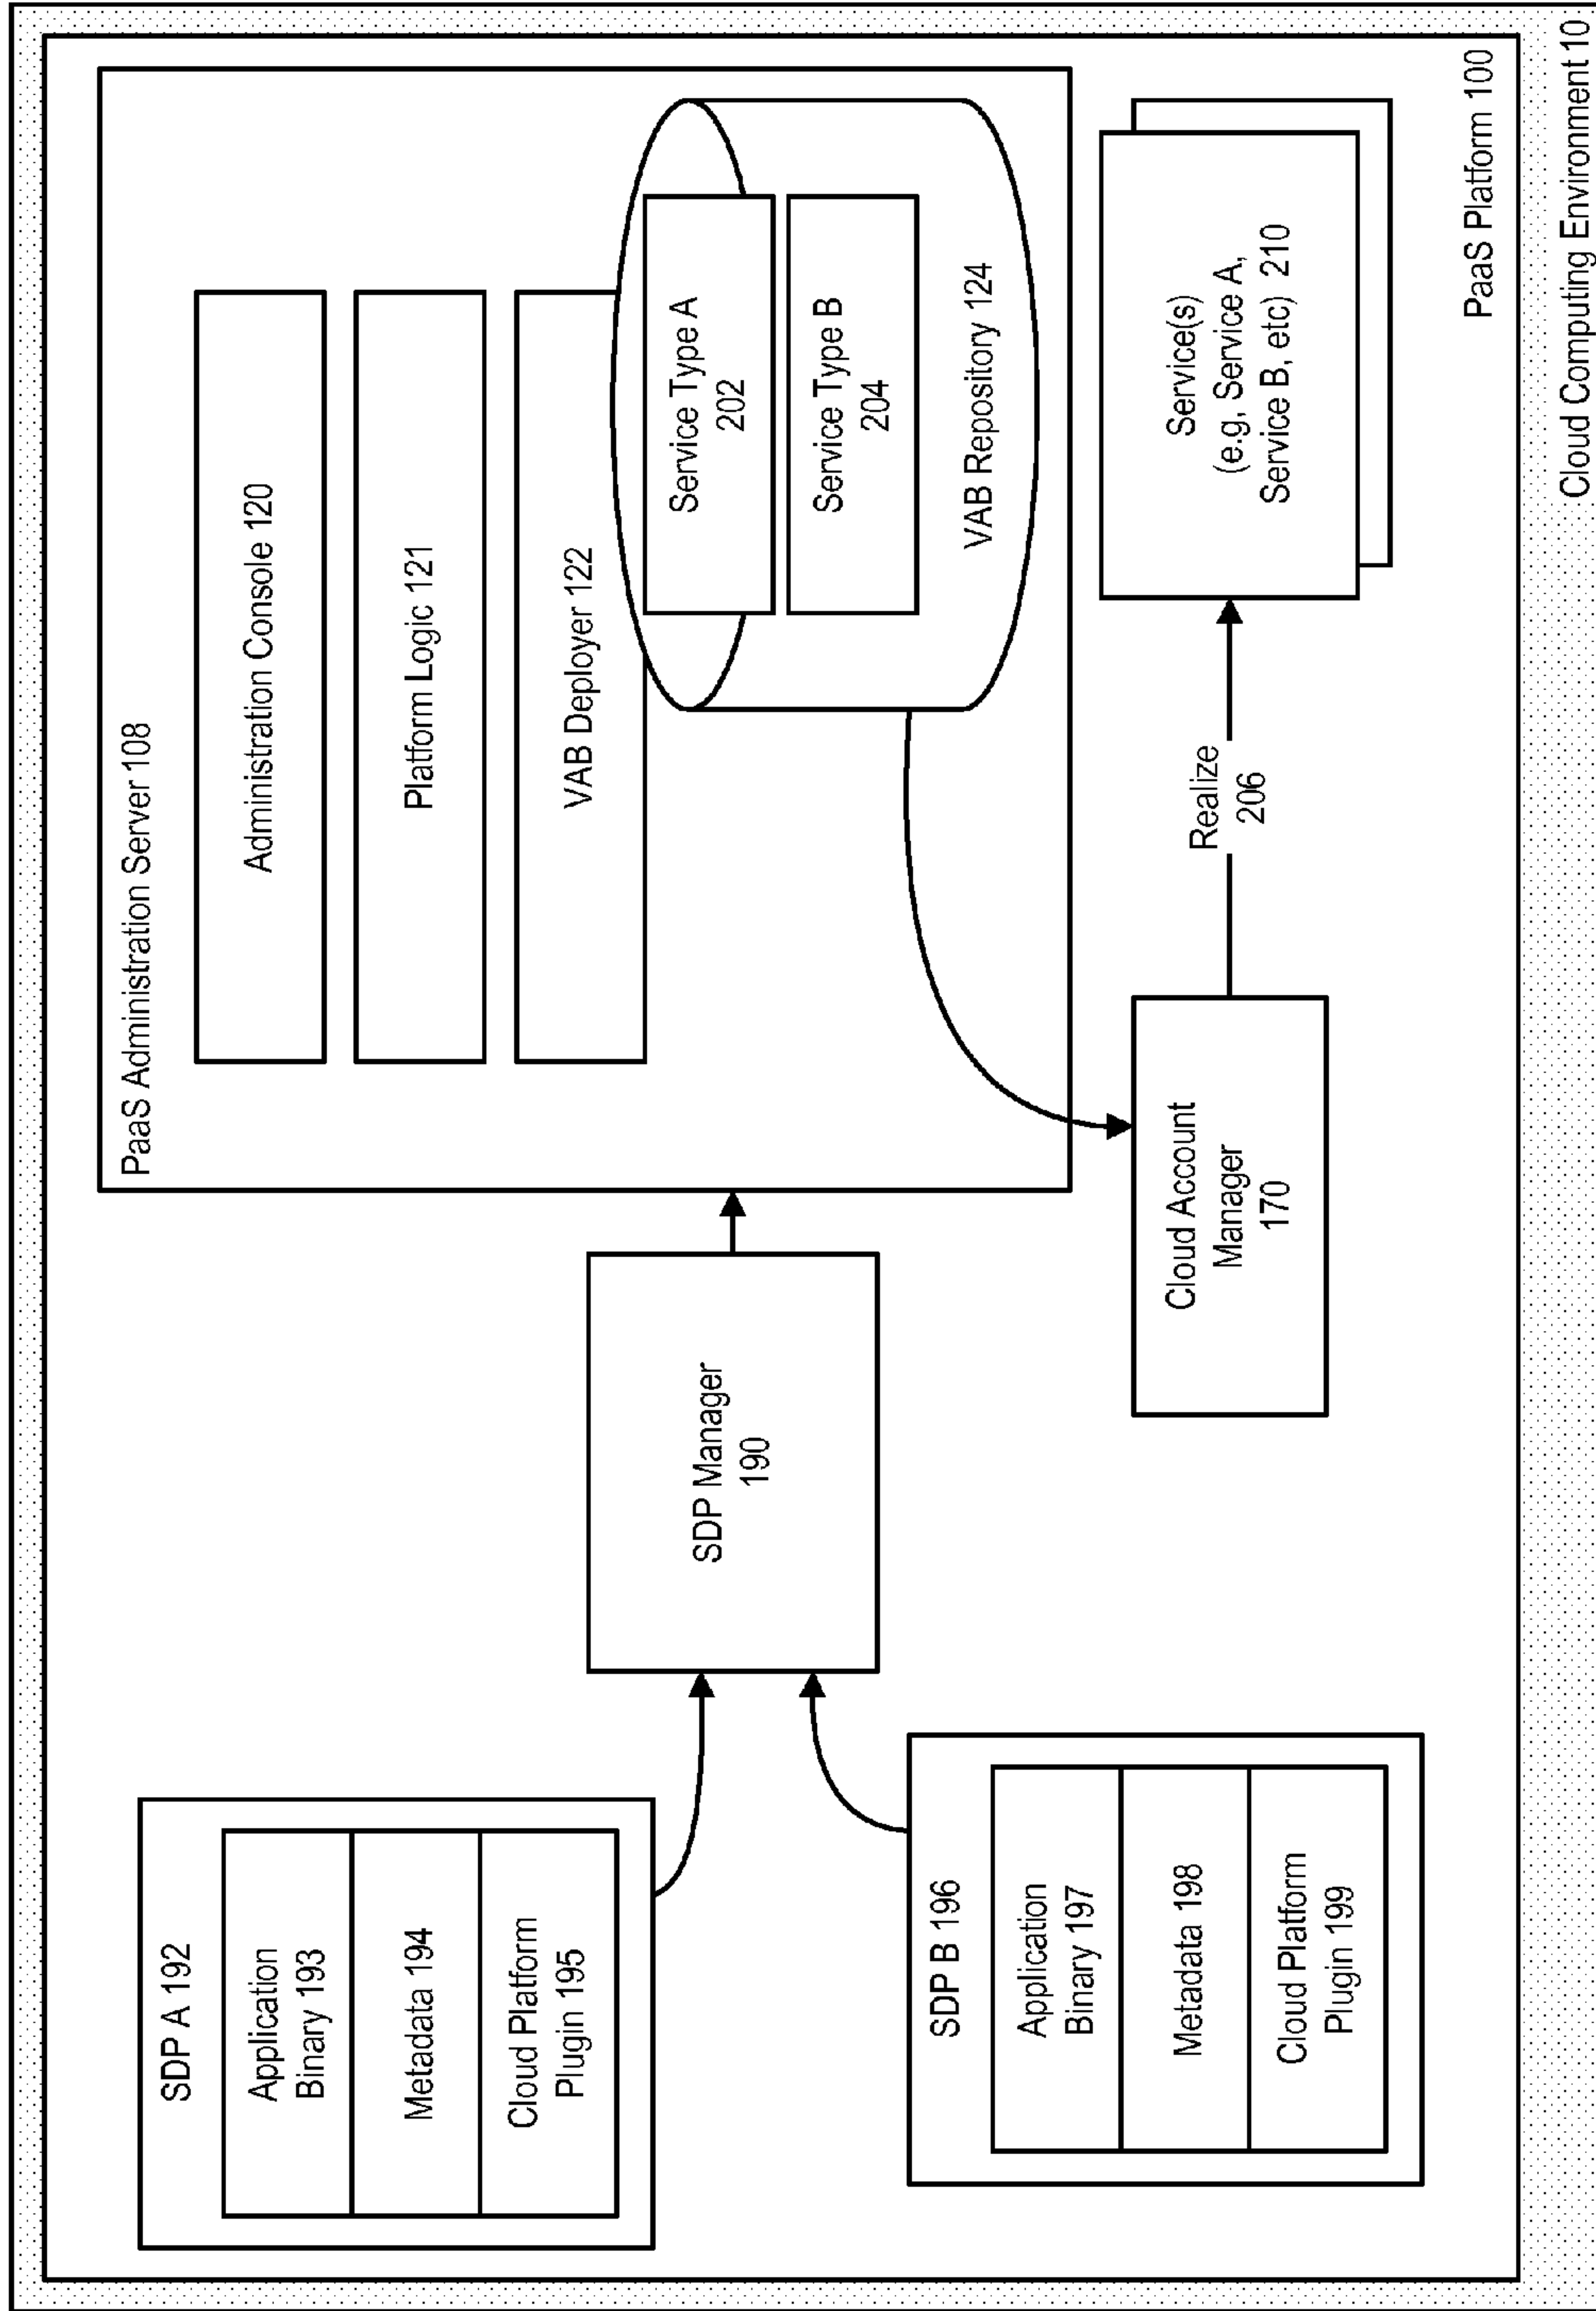 PaaS Administration Server 108
Administration Console 120
Platform Logic 121
VAB Deployer 122
Service Type A
202
Service Type B
204
VAB Repository 124
SDP A 192
Application
Binary 193
Metadata 194
Cloud Platform
Plugin 195
SDP Manager
190
SDP B 196
Application
Binary 197
Metadata 198
Cloud Platform
Plugin 199
Cloud Account
Manager
170
Realize
206
Service(s)
(e.g, Service A,
Service B, etc) 210
PaaS Platform 100
Cloud Computing Environment 10